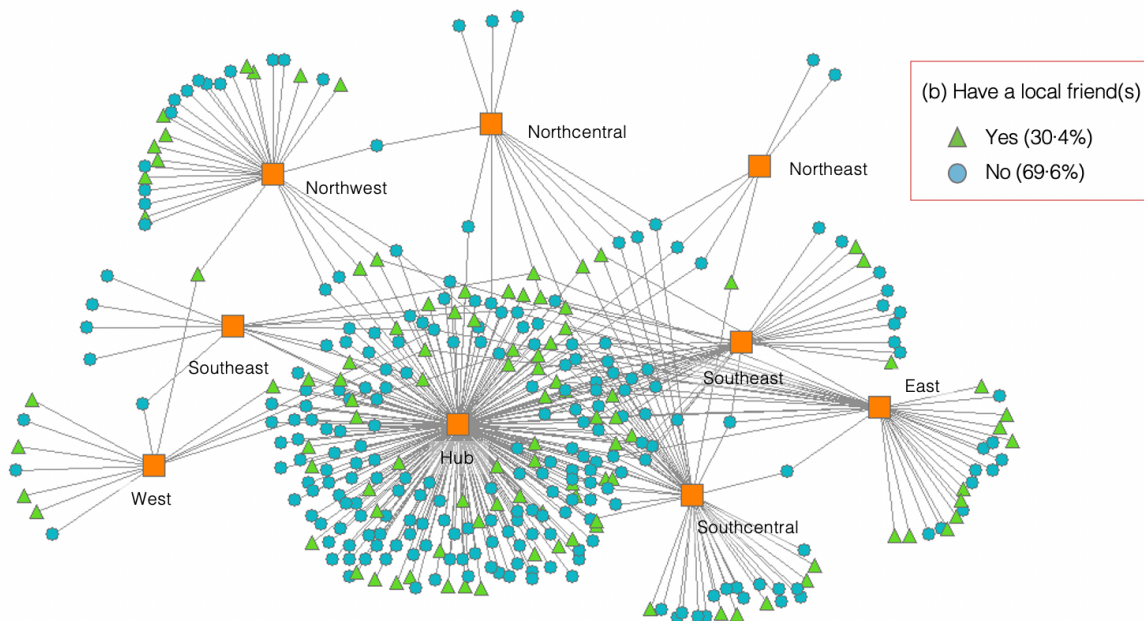 (b) Have a local friend(s)
Yes (30·4%)
No (69·6%)
Northcentral
Northeast
Northwest
Southeast
Southeast
East
Hub
West
Southcentral